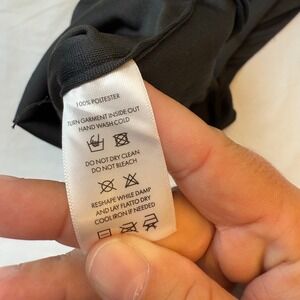 100% POLYESTER
TURN GARMENT INSIDE OUT
HAND WASH COLD
DO NOT DRY CLEAN
DO NOT BLEACH
RESHAPE WHILE DAMP
AND LAY FLAT TO DRY
COOL IRON IF NEEDED